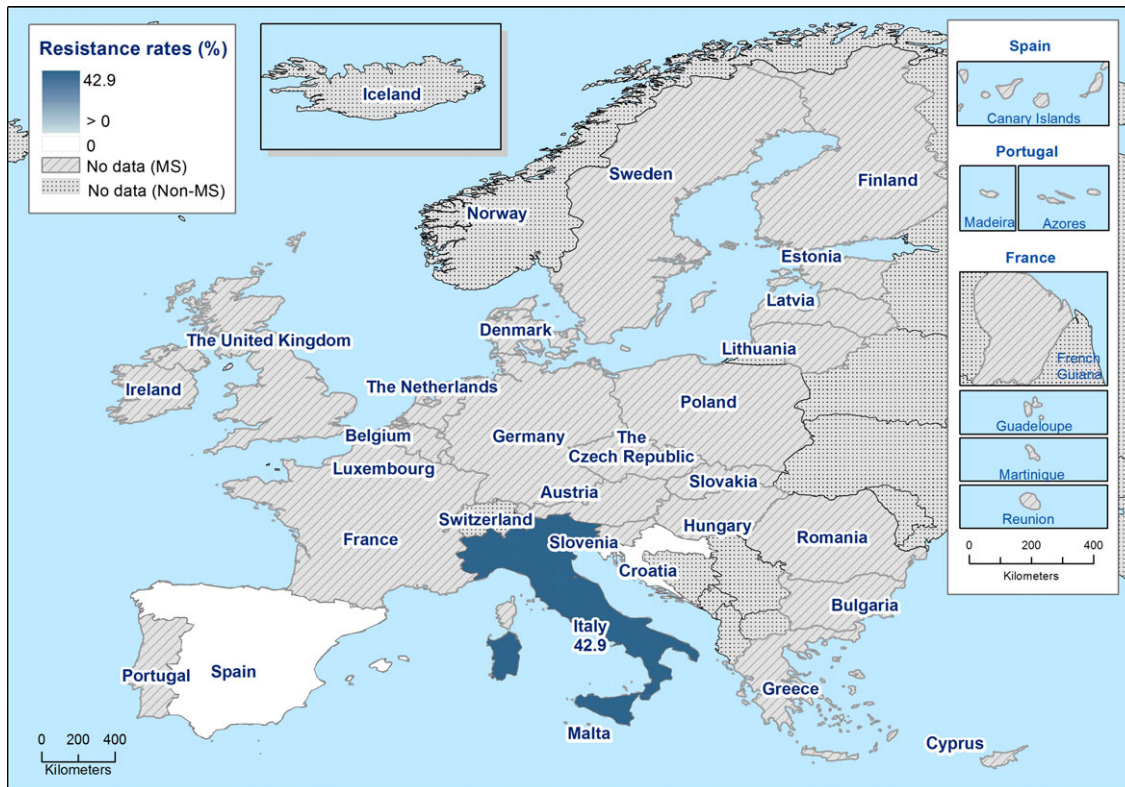 Resistance rates (%)
42.9
> 0
0
No data (MS)
No data (Non-MS)
Iceland
Spain
Canary Islands
Portugal
Madeira
Azores
France
French
Guiana
Guadeloupe
Martinique
Reunion
0 200 400
Kilometers
Sweden
Finland
Norway
Estonia
Latvia
Denmark
The United Kingdom
Lithuania
Ireland
The Netherlands
Poland
Belgium
Germany
The
Czech Republic
Luxembourg
Slovakia
Austria
Switzerland
Hungary
France
Slovenia
Romania
Croatia
Bulgaria
Italy
42.9
Portugal
Spain
Greece
Malta
Cyprus
0 200 400
Kilometers